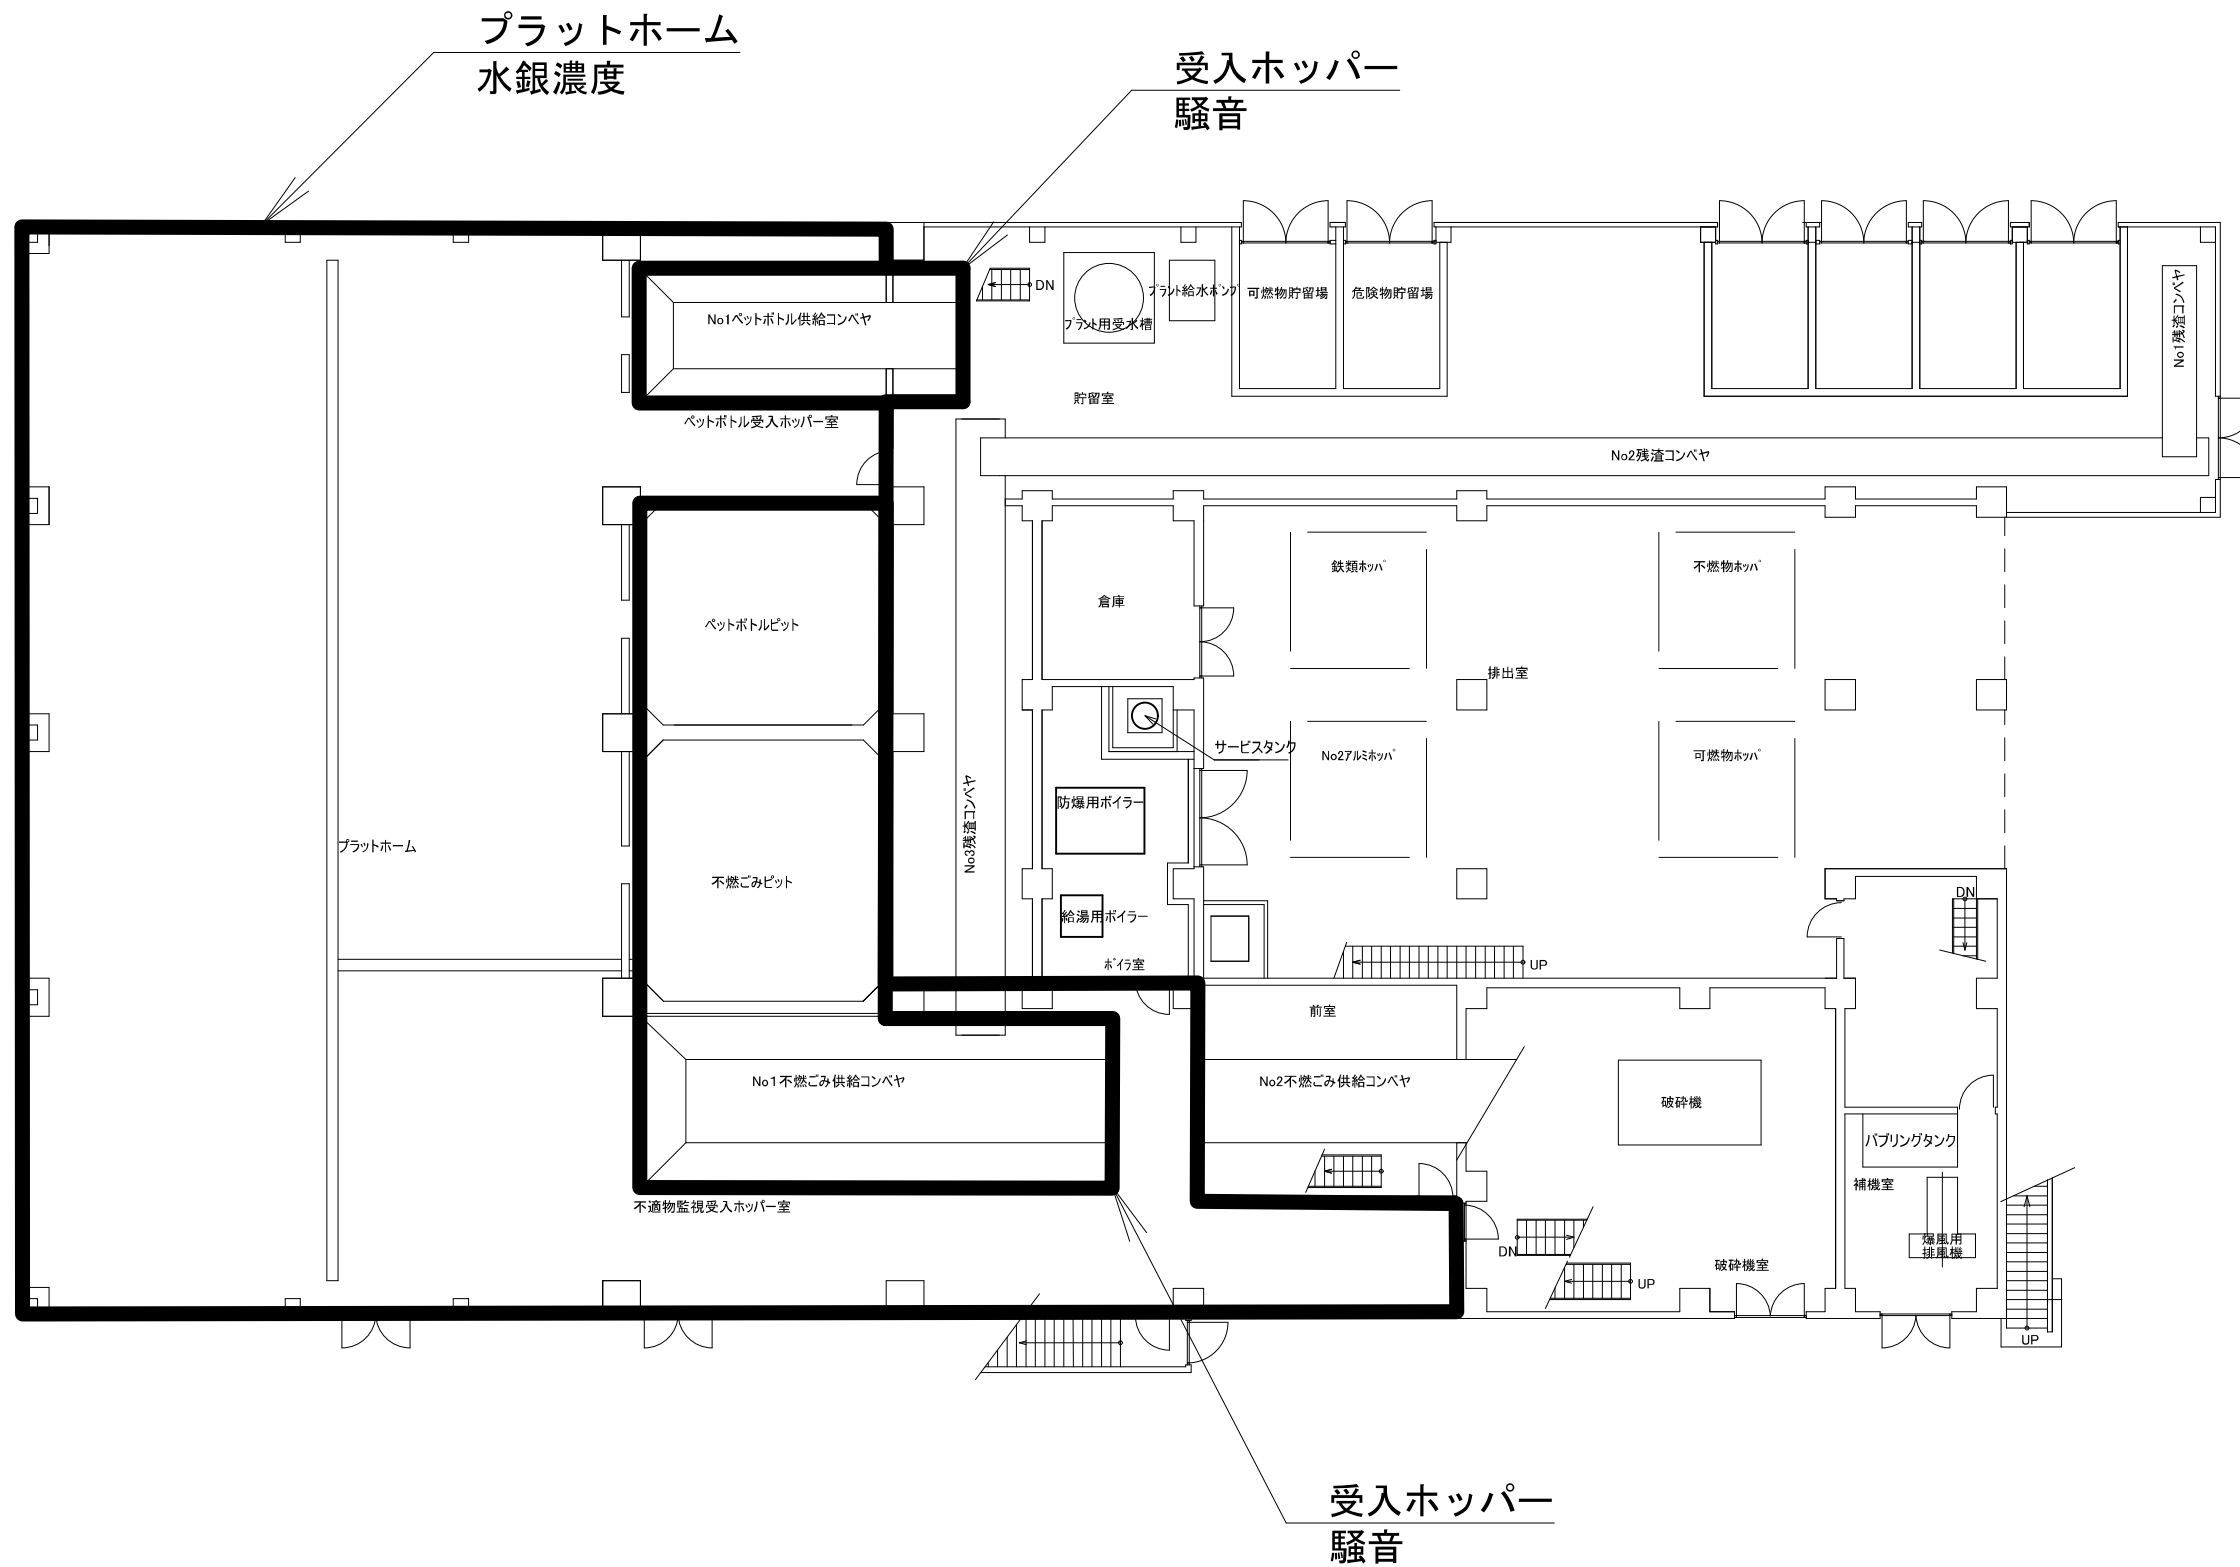 プラットホーム
水銀濃度
受入ホッパー
騒音
DN
プラント給水ポンプ
可燃物貯留場
危険物貯留場
プラント用受水槽
No1残渣コンベヤ
No1ペットボトル供給コンベヤ
貯留室
ペットボトル受入ホッパー室
No2残渣コンベヤ
鉄類ホッパ
不燃物ホッパ
倉庫
ペットボトルピット
排出室
サービスタンク
No2アルミホッパ
可燃物ホッパ
防爆用ボイラー
No3残渣コンベヤ
プラットホーム
不燃ごみピット
DN
給湯用ボイラー
ボイラ室
UP
前室
No1不燃ごみ供給コンベヤ
No2不燃ごみ供給コンベヤ
破砕機
バブリングタンク
補機室
不適物監視受入ホッパー室
爆風用
排風機
DN
破砕機室
UP
UP
受入ホッパー
騒音